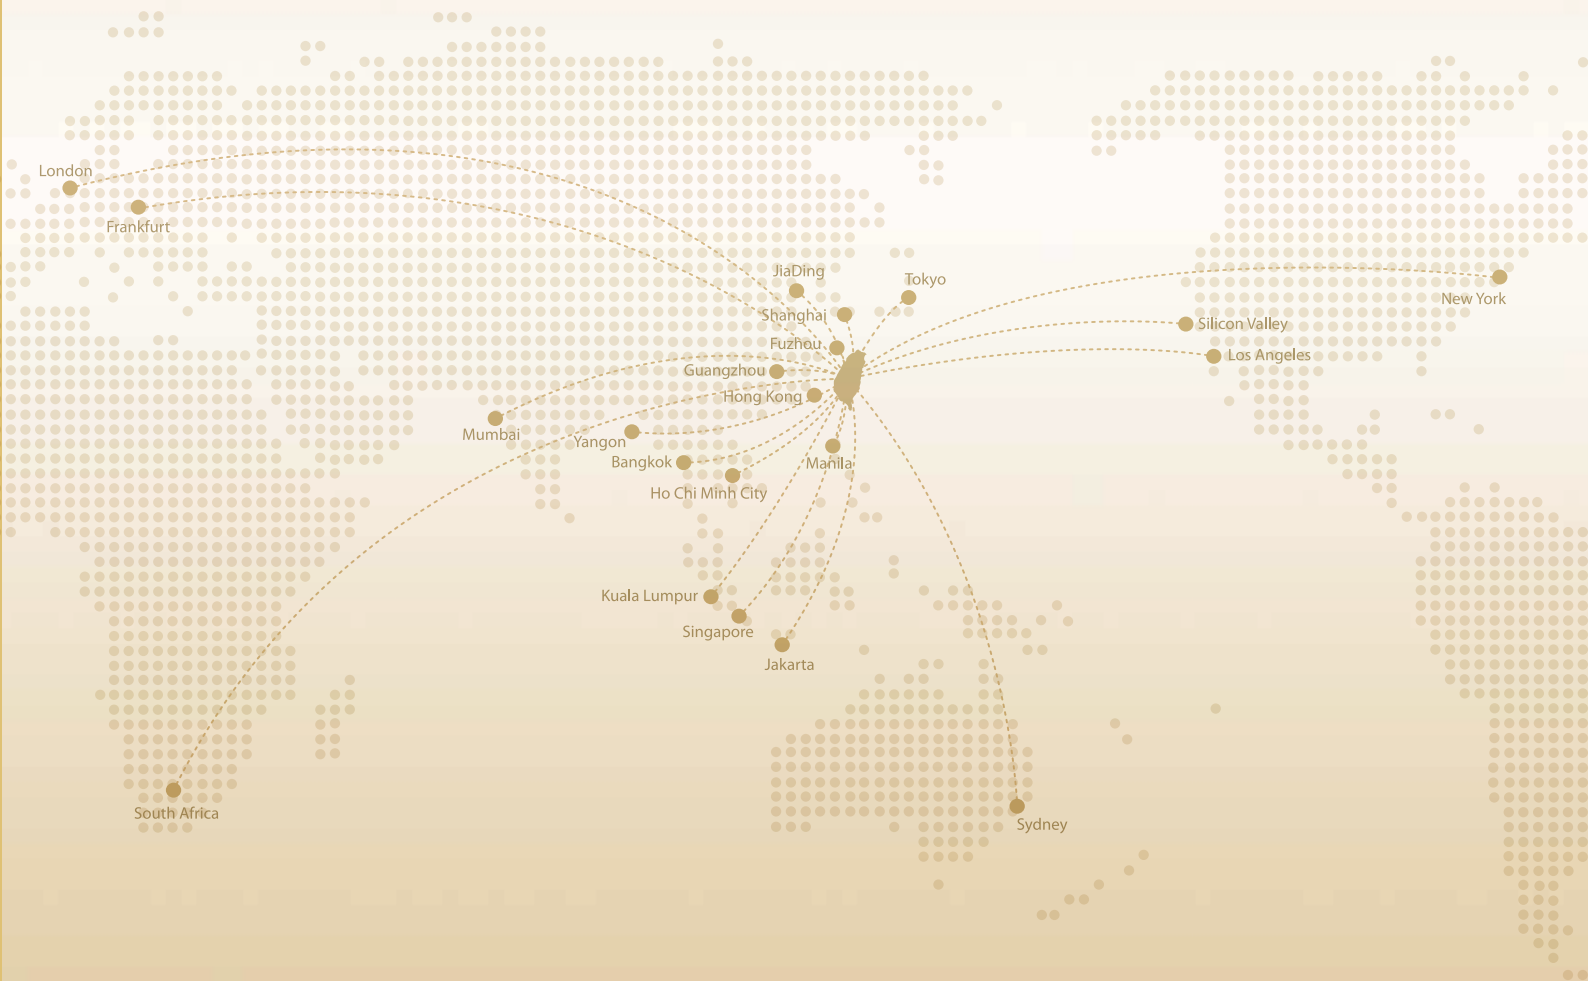 London
Frankfurt
JiaDing
Tokyo
New York
Shanghai
Silicon Valley
Fuzhou
Los Angeles
Guangzhou
Hong Kong
Mumbai
Yangon
Bangkok
Manila
Ho Chi Minh City
Kuala Lumpur
Singapore
Jakarta
South Africa
Sydney